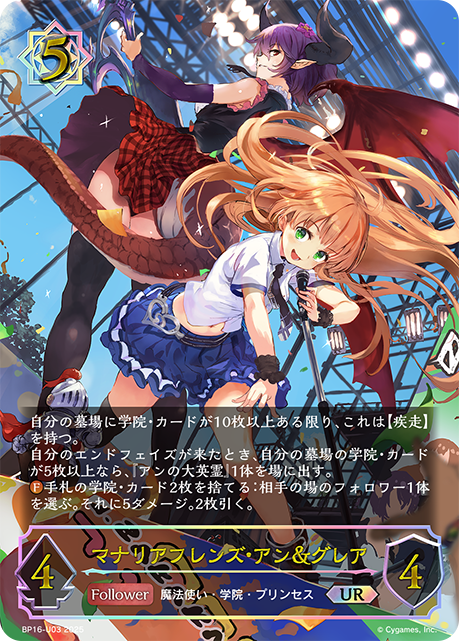 5
自分の墓場に学院・カードが10枚以上ある限り、これは【疾走】
を持つ。
自分のエンドフェイズが来たとき、自分の墓場の学院・カード
が5枚以上なら、『アンの大英霊』1体を場に出す。
手札の学院・カード2枚を捨てる：相手の場のフォロワー1体
を選ぶ。それに5ダメージ。2枚引く。
マナリアフレンズ・アン&グレア
4
4
Follower
魔法使い・学院・プリンセス
UR
BP16-U03 2025
© Cygames, Inc.